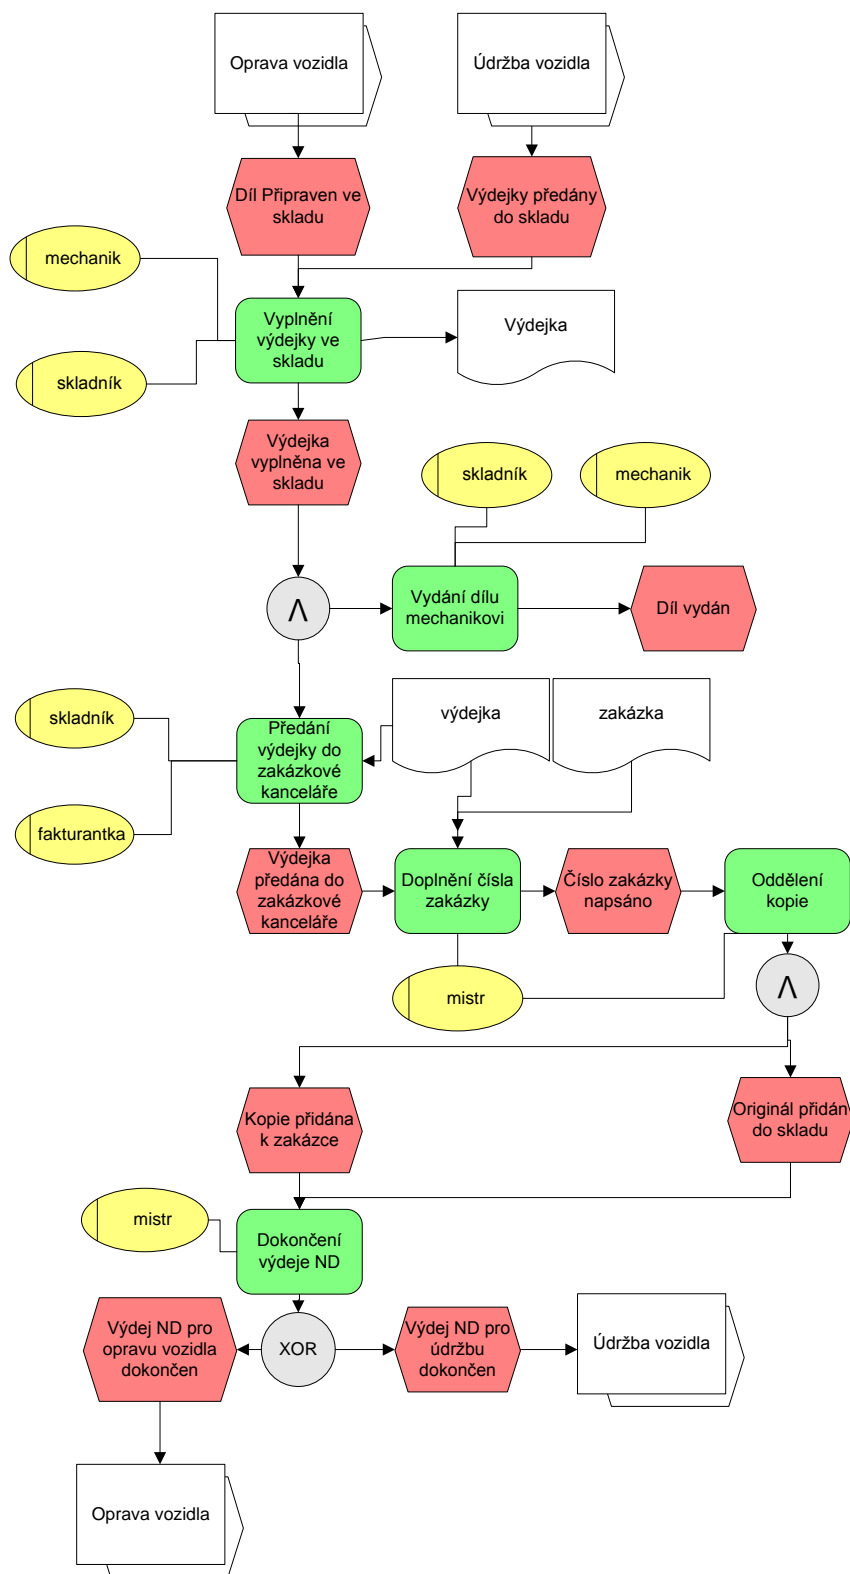 Oprava vozidla
Údržba vozidla
Díl Připraven ve
skladu
Výdejky předány
do skladu
mechanik
Vyplnění
výdejky ve
skladu
Výdejka
skladník
Výdejka
vyplněna ve
skladu
skladník
mechanik
Λ
Vydání dílu
mechanikovi
Díl vydán
skladník
Předání
výdejky do
zakázkové
kanceláře
výdejka
zakázka
fakturantka
Výdejka
předána do
zakázkové
kanceláře
Doplnění čísla
zakázky
Číslo zakázky
napsáno
Oddělení
kopie
mistr
Λ
Kopie přidána
k zakázce
Originál přidán
do skladu
mistr
Dokončení
výdeje ND
Výdej ND pro
opravu vozidla
dokončen
XOR
Výdej ND pro
údržbu
dokončen
Údržba vozidla
Oprava vozidla